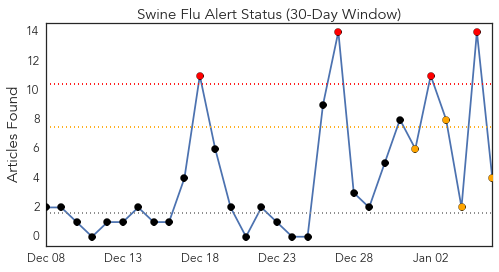 Swine Flu Alert Status (30-Day Window)
Articles Found
14
12
10
8
6
4
2
0
Dec 08 Dec 13 Dec 18 Dec 23 Dec 28 Jan 02